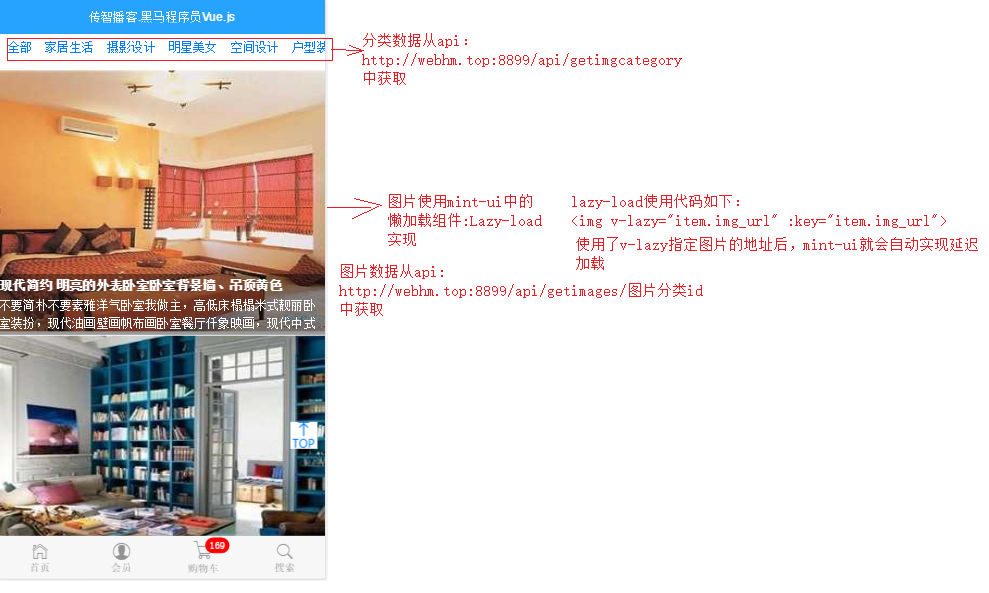 传智播客.黑马程序员Vue.js
全部 家居生活 摄影设计 明星美女 空间设计 户型装
分类数据从api：
http://webhm.top:8899/api/getimgcategory
中获取
图片使用mint-ui中的
懒加载组件:Lazy-load
实现
lazy-load使用代码如下：
<img v-lazy="item.img_url" :key="item.img_url">
使用了v-lazy指定图片的地址后，mint-ui就会自动实现延迟
加载
图片数据从api：
http://webhm.top:8899/api/getimages/图片分类id
中获取
现代简约 明亮的外表卧室卧室背景墙、吊顶黄色
不要简朴不要素雅洋气卧室我做主，高低床榻榻米式靓丽卧
室装扮，现代油画壁画帆布画卧室餐厅仟象映画，现代中式
TOP
169
首页 会员 购物车 搜索